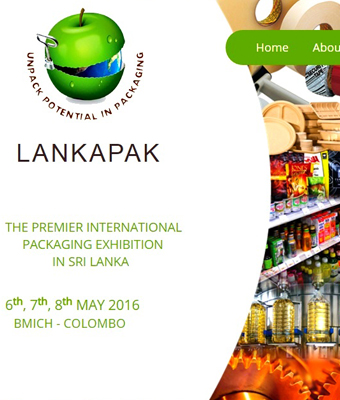 Home Abou
UNPACK POTENTIAL IN PACKAGING
LANKAPAK
THE PREMIER INTERNATIONAL
PACKAGING EXHIBITION
IN SRI LANKA
6th, 7th, 8th MAY 2016
BMICH - COLOMBO